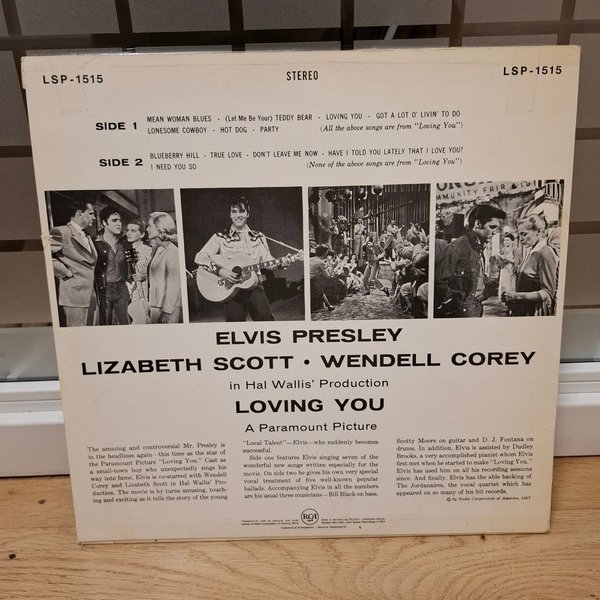 LSP-1515 STEREO LSP-1515
SIDE 1 MEAN WOMAN BLUES · (Let Me Be Your) TEDDY BEAR · LOVING YOU · GOT A LOT O' LIVIN' TO DO
LONESOME COWBOY · HOT DOG · PARTY (All the above songs are from "Loving You")
SIDE 2 BLUEBERRY HILL · TRUE LOVE · DON'T LEAVE ME NOW · HAVE I TOLD YOU LATELY THAT I LOVE YOU?
I NEED YOU SO (None of the above songs are from "Loving You")
MMUNITY FAIR &
ELVIS PRESLEY
LIZABETH SCOTT · WENDELL COREY
in Hal Wallis' Production
LOVING YOU
A Paramount Picture
The amazing and controversial Mr. Presley is
in the headlines again—this time as the star of
the Paramount Picture "Loving You." Cast as
a small-town boy who unexpectedly sings his
way into fame, Elvis is co-starred with Wendell
Corey and Lizabeth Scott in Hal Wallis' Pro-
duction. The movie is by turns amusing, touch-
ing and exciting as it tells the story of the young
"Local Talent"—Elvis—who suddenly becomes
successful.
Side one features Elvis singing seven of the
wonderful new songs written especially for the
movie. On side two he gives his own very special
vocal treatment of five well-known popular
ballads. Accompanying Elvis in all the numbers
are his usual three musicians—Bill Black on bass,
Scotty Moore on guitar and D. J. Fontana on
drums. In addition, Elvis is assisted by Dudley
Brooks, a very accomplished pianist whom Elvis
first met when he started to make "Loving You."
Elvis has used him on all his recording sessions
since. And finally, Elvis has the able backing of
The Jordanaires, the vocal quartet which has
appeared on so many of his hit records.
© by Radio Corporation of America, 1957
RCA